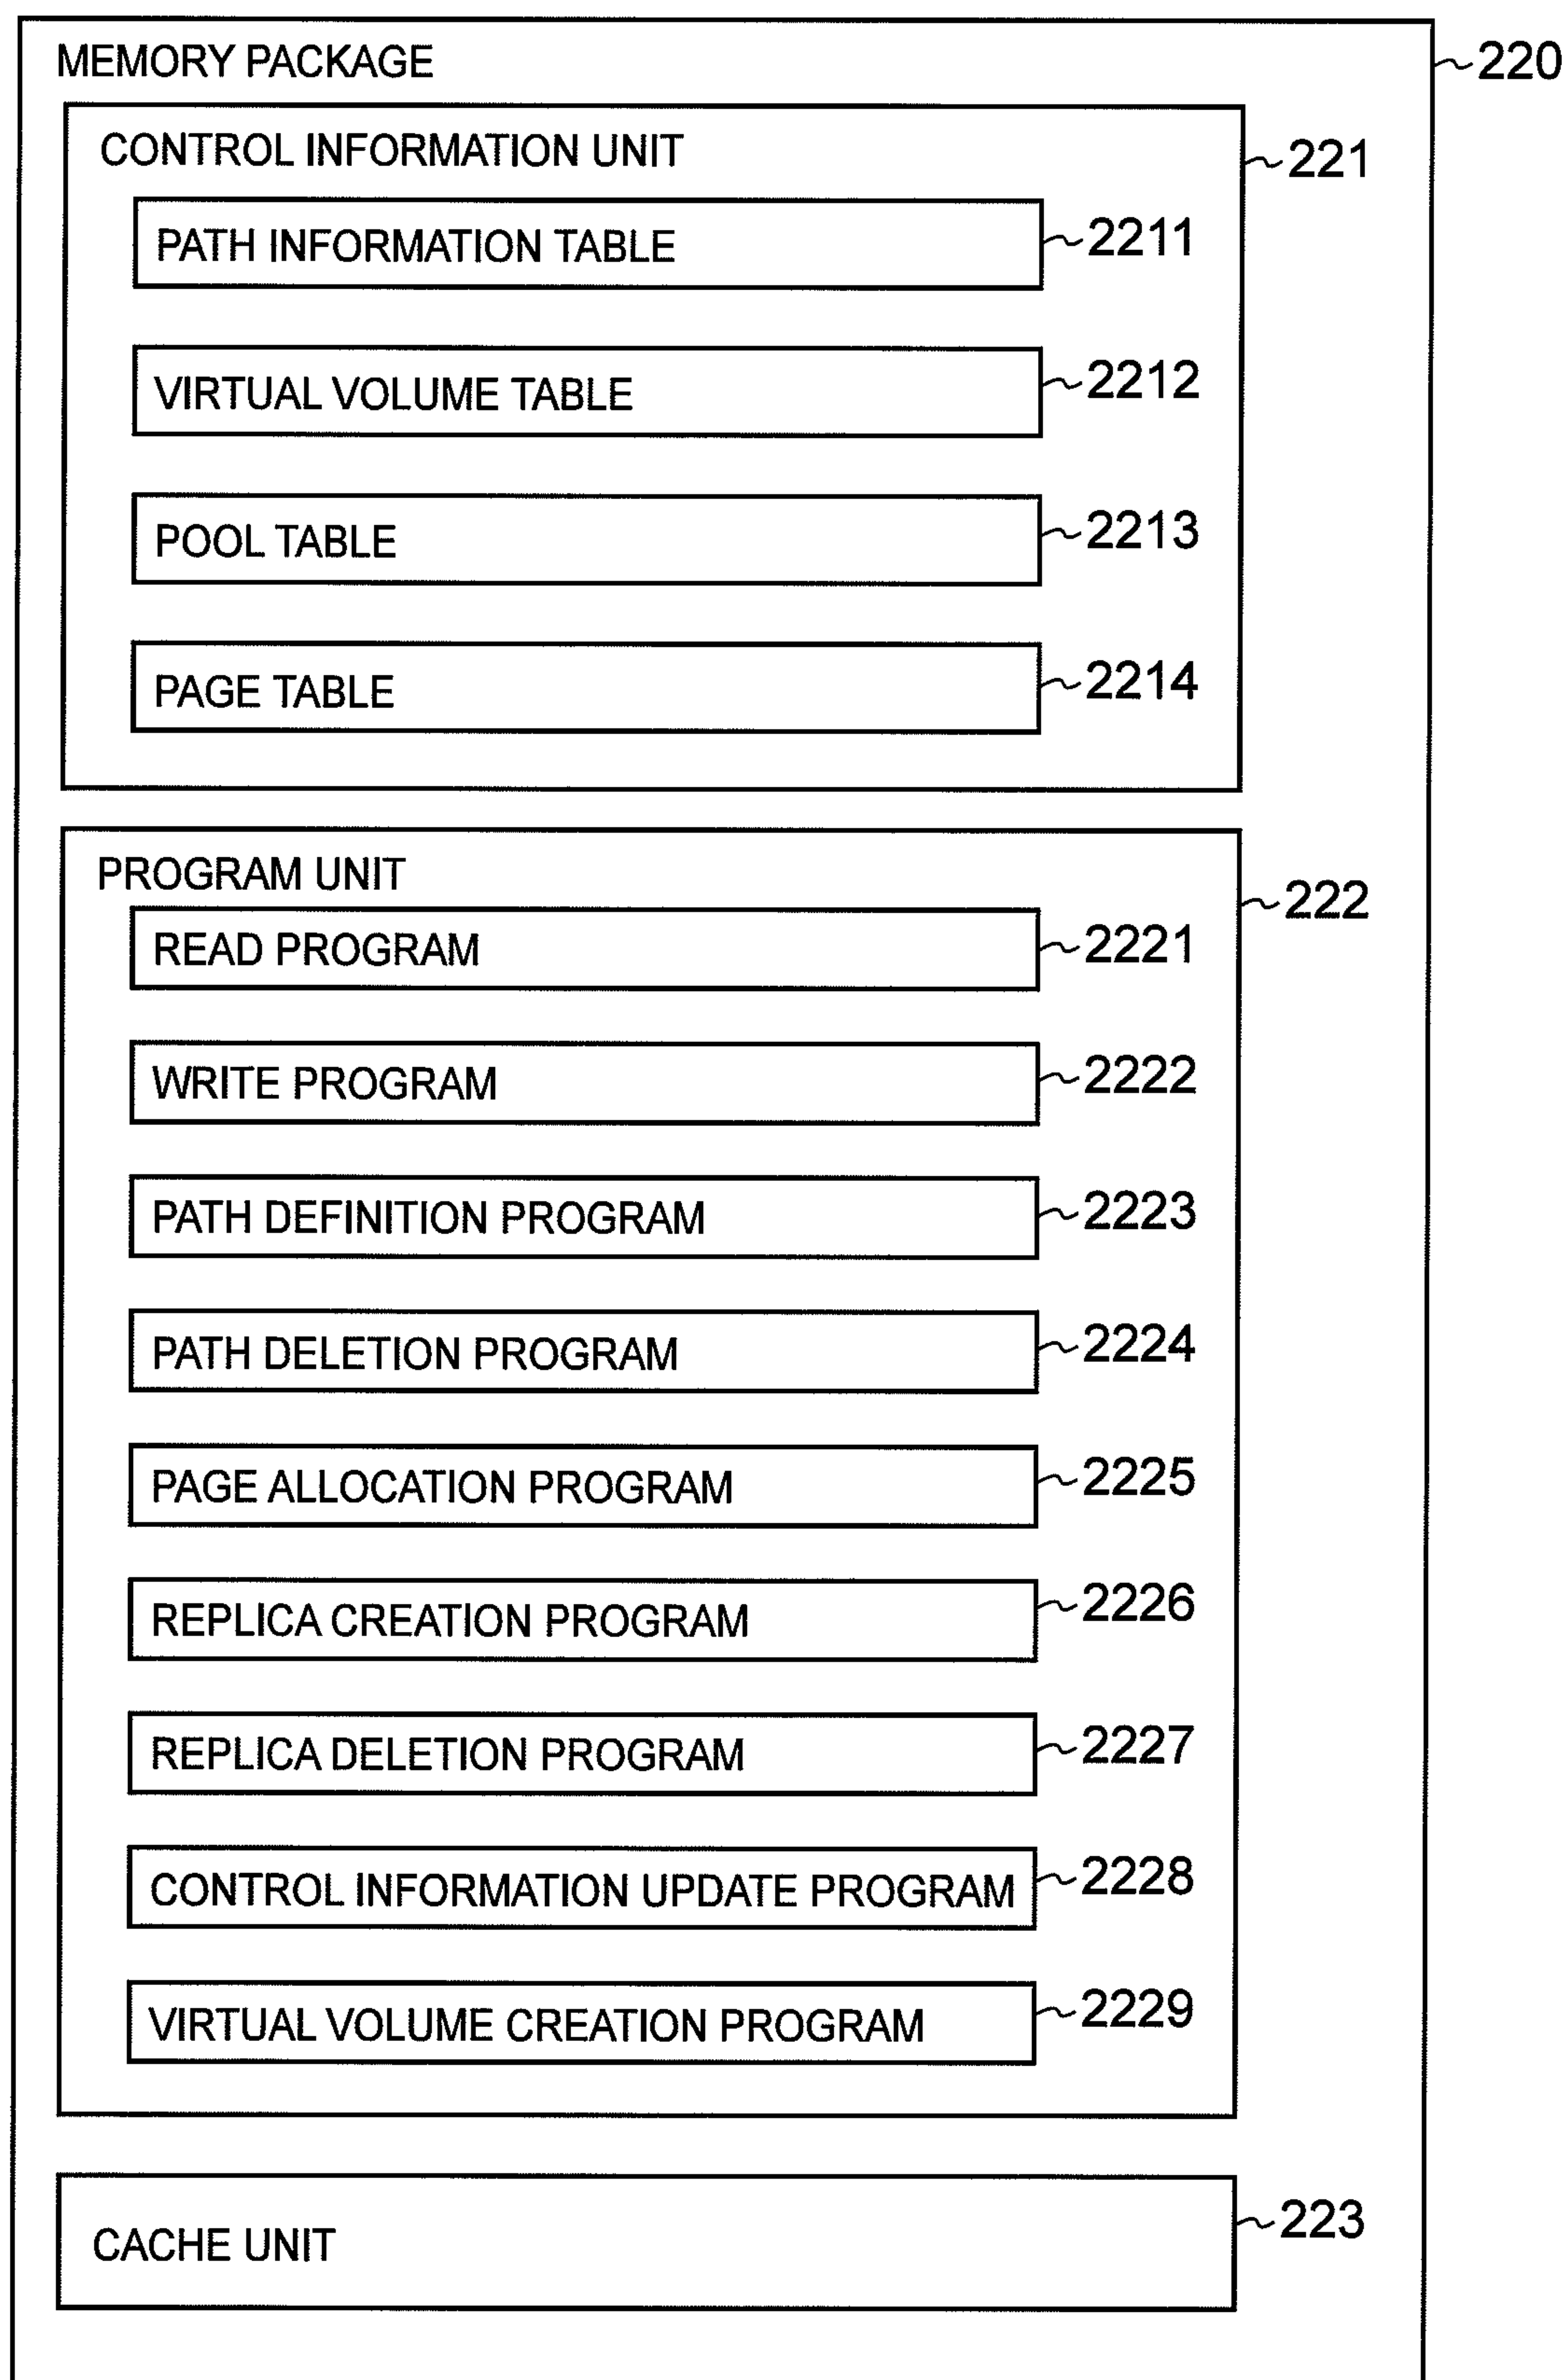 MEMORY PACKAGE
220
CONTROL INFORMATION UNIT
221
PATH INFORMATION TABLE
2211
VIRTUAL VOLUME TABLE
2212
POOL TABLE
2213
PAGE TABLE
2214
PROGRAM UNIT
222
READ PROGRAM
2221
WRITE PROGRAM
2222
PATH DEFINITION PROGRAM
2223
PATH DELETION PROGRAM
2224
PAGE ALLOCATION PROGRAM
2225
REPLICA CREATION PROGRAM
2226
REPLICA DELETION PROGRAM
2227
CONTROL INFORMATION UPDATE PROGRAM
2228
VIRTUAL VOLUME CREATION PROGRAM
2229
CACHE UNIT
223